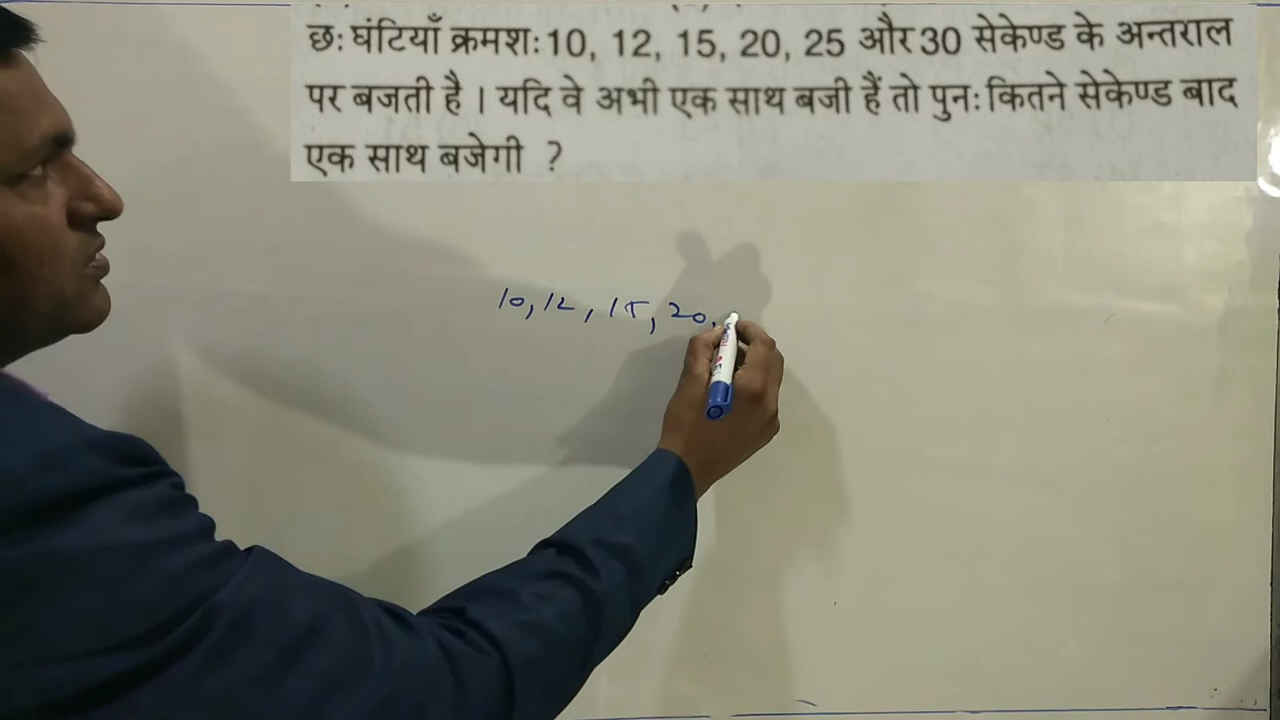 छः घंटियाँ क्रमशः 10, 12, 15, 20, 25 और 30 सेकेण्ड के अन्तराल
पर बजती है । यदि वे अभी एक साथ बजी हैं तो पुनः कितने सेकेण्ड बाद
एक साथ बजेगी ?
10, 12, 15, 20,